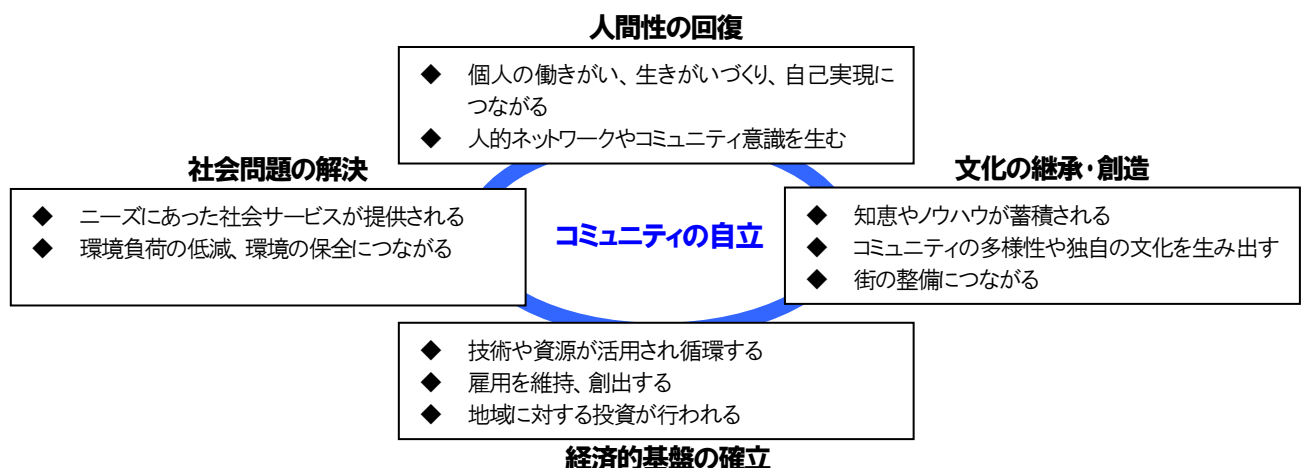 人間性の回復
◆ 個人の働きがい、生きがいづくり、自己実現に
つながる
◆ 人的ネットワークやコミュニティ意識を生む
社会問題の解決
◆ ニーズにあった社会サービスが提供される
◆ 環境負荷の低減、環境の保全につながる
コミュニティの自立
文化の継承・創造
◆ 知恵やノウハウが蓄積される
◆ コミュニティの多様性や独自の文化を生み出す
◆ 街の整備につながる
◆ 技術や資源が活用され循環する
◆ 雇用を維持、創出する
◆ 地域に対する投資が行われる
経済的基盤の確立